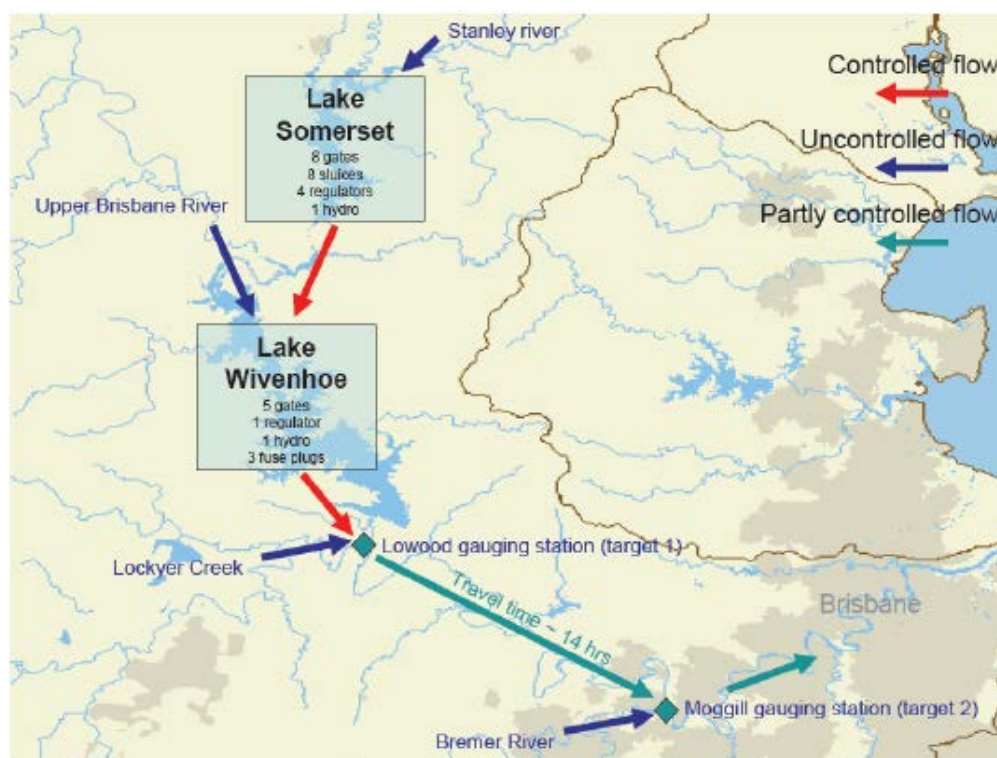 Stanley river
Controlled flow
Lake
Somerset
8 gates
8 sluices
4 regulators
1 hydro
Uncontrolled flow
Upper Brisbane River
Partly controlled flow
Lake
Wivenhoe
5 gates
1 regulator
1 hydro
3 fuse plugs
Lowood gauging station (target 1)
Lockyer Creek
Travel time ~ 14 hrs
Brisbane
Moggill gauging station (target 2)
Bremer River